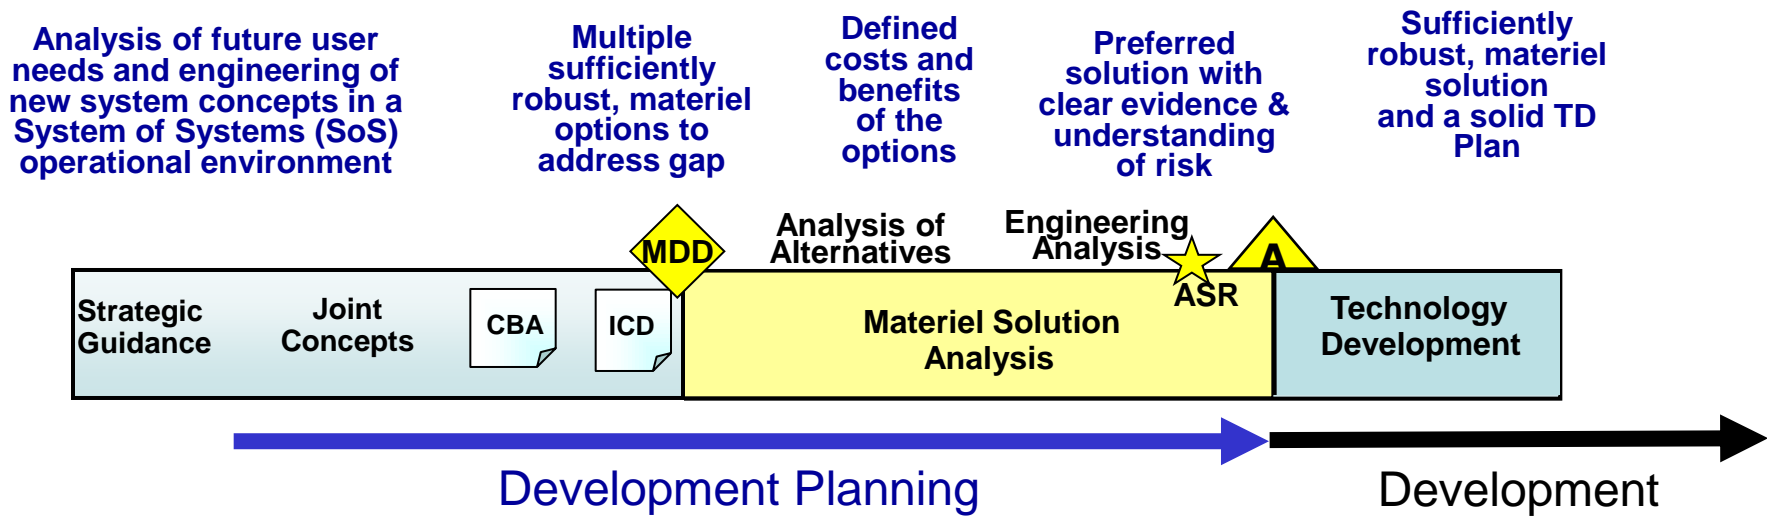 Analysis of future user
needs and engineering of
new system concepts in a
System of Systems (SoS)
operational environment
Multiple
sufficiently
robust, materiel
options to
address gap
Defined
costs and
benefits
of the
options
Preferred
solution with
clear evidence &
understanding
of risk
Sufficiently
robust, materiel
solution
and a solid TD
Plan
MDD
Analysis of
Alternatives
Engineering
Analysis
A
ASR
Strategic
Guidance
Joint
Concepts
CBA
ICD
Materiel Solution
Analysis
Technology
Development
Development Planning
Development